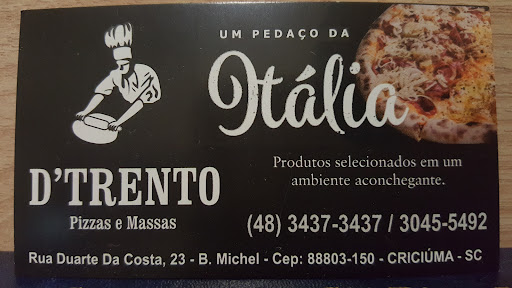 UM PEDAÇO DA
Itália
D'TRENTO
Pizzas e Massas
Produtos selecionados em um
ambiente aconchegante.
(48) 3437-3437 / 3045-5492
Rua Duarte Da Costa, 23 - B. Michel - Cep: 88803-150 - CRICIÚMA - SC